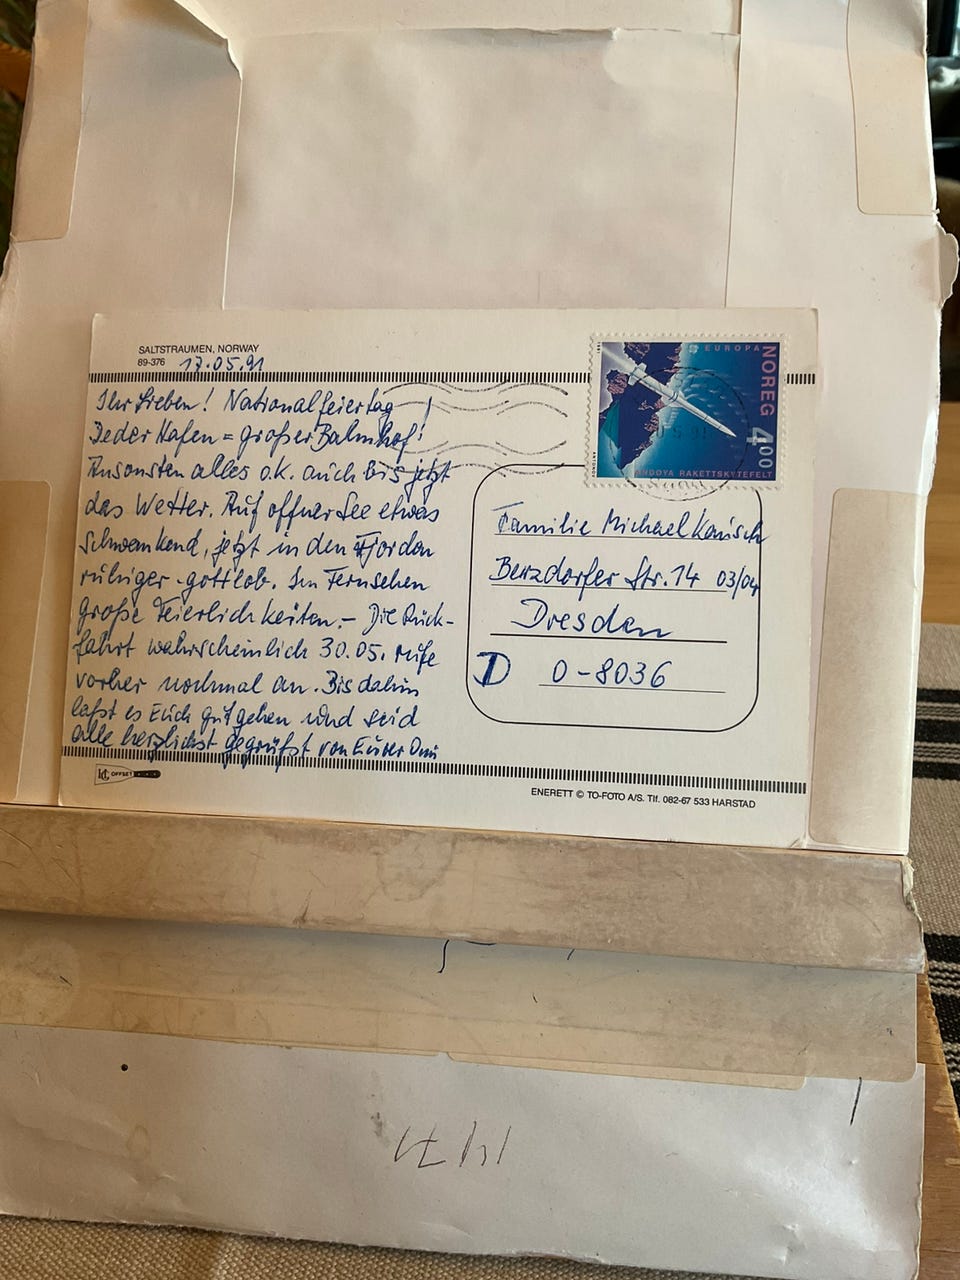 SALTSTRAUMEN, NORWAY
89-376 17.05.91
Ihr Lieben! Nationalfeiertag
Jeder Hafen = großer Bahnhof!
Ansonsten alles o.k. auch bis jetzt
das Wetter. Auf offner See etwas
schwankend, jetzt in den Fjorden
ruhiger - gottlob. Im Fernsehen
große Feierlichkeiten. - Die Rück-
fahrt wahrscheinlich 30.05. rufe
vorher nochmal an. Bis dahin
laßt es Euch gut gehen und seid
alle herzlichst gegrüßt von Eurer Omi
EUROPA
NOREG
400
ANDØYA RAKETTSKYTEFELT
Familie Michael
Berzdorfer Str. 14 03/04
Dresden
D O-8036
OFFSET
ENERETT © TO-FOTO A/S. Tlf. 082-67 533 HARSTAD